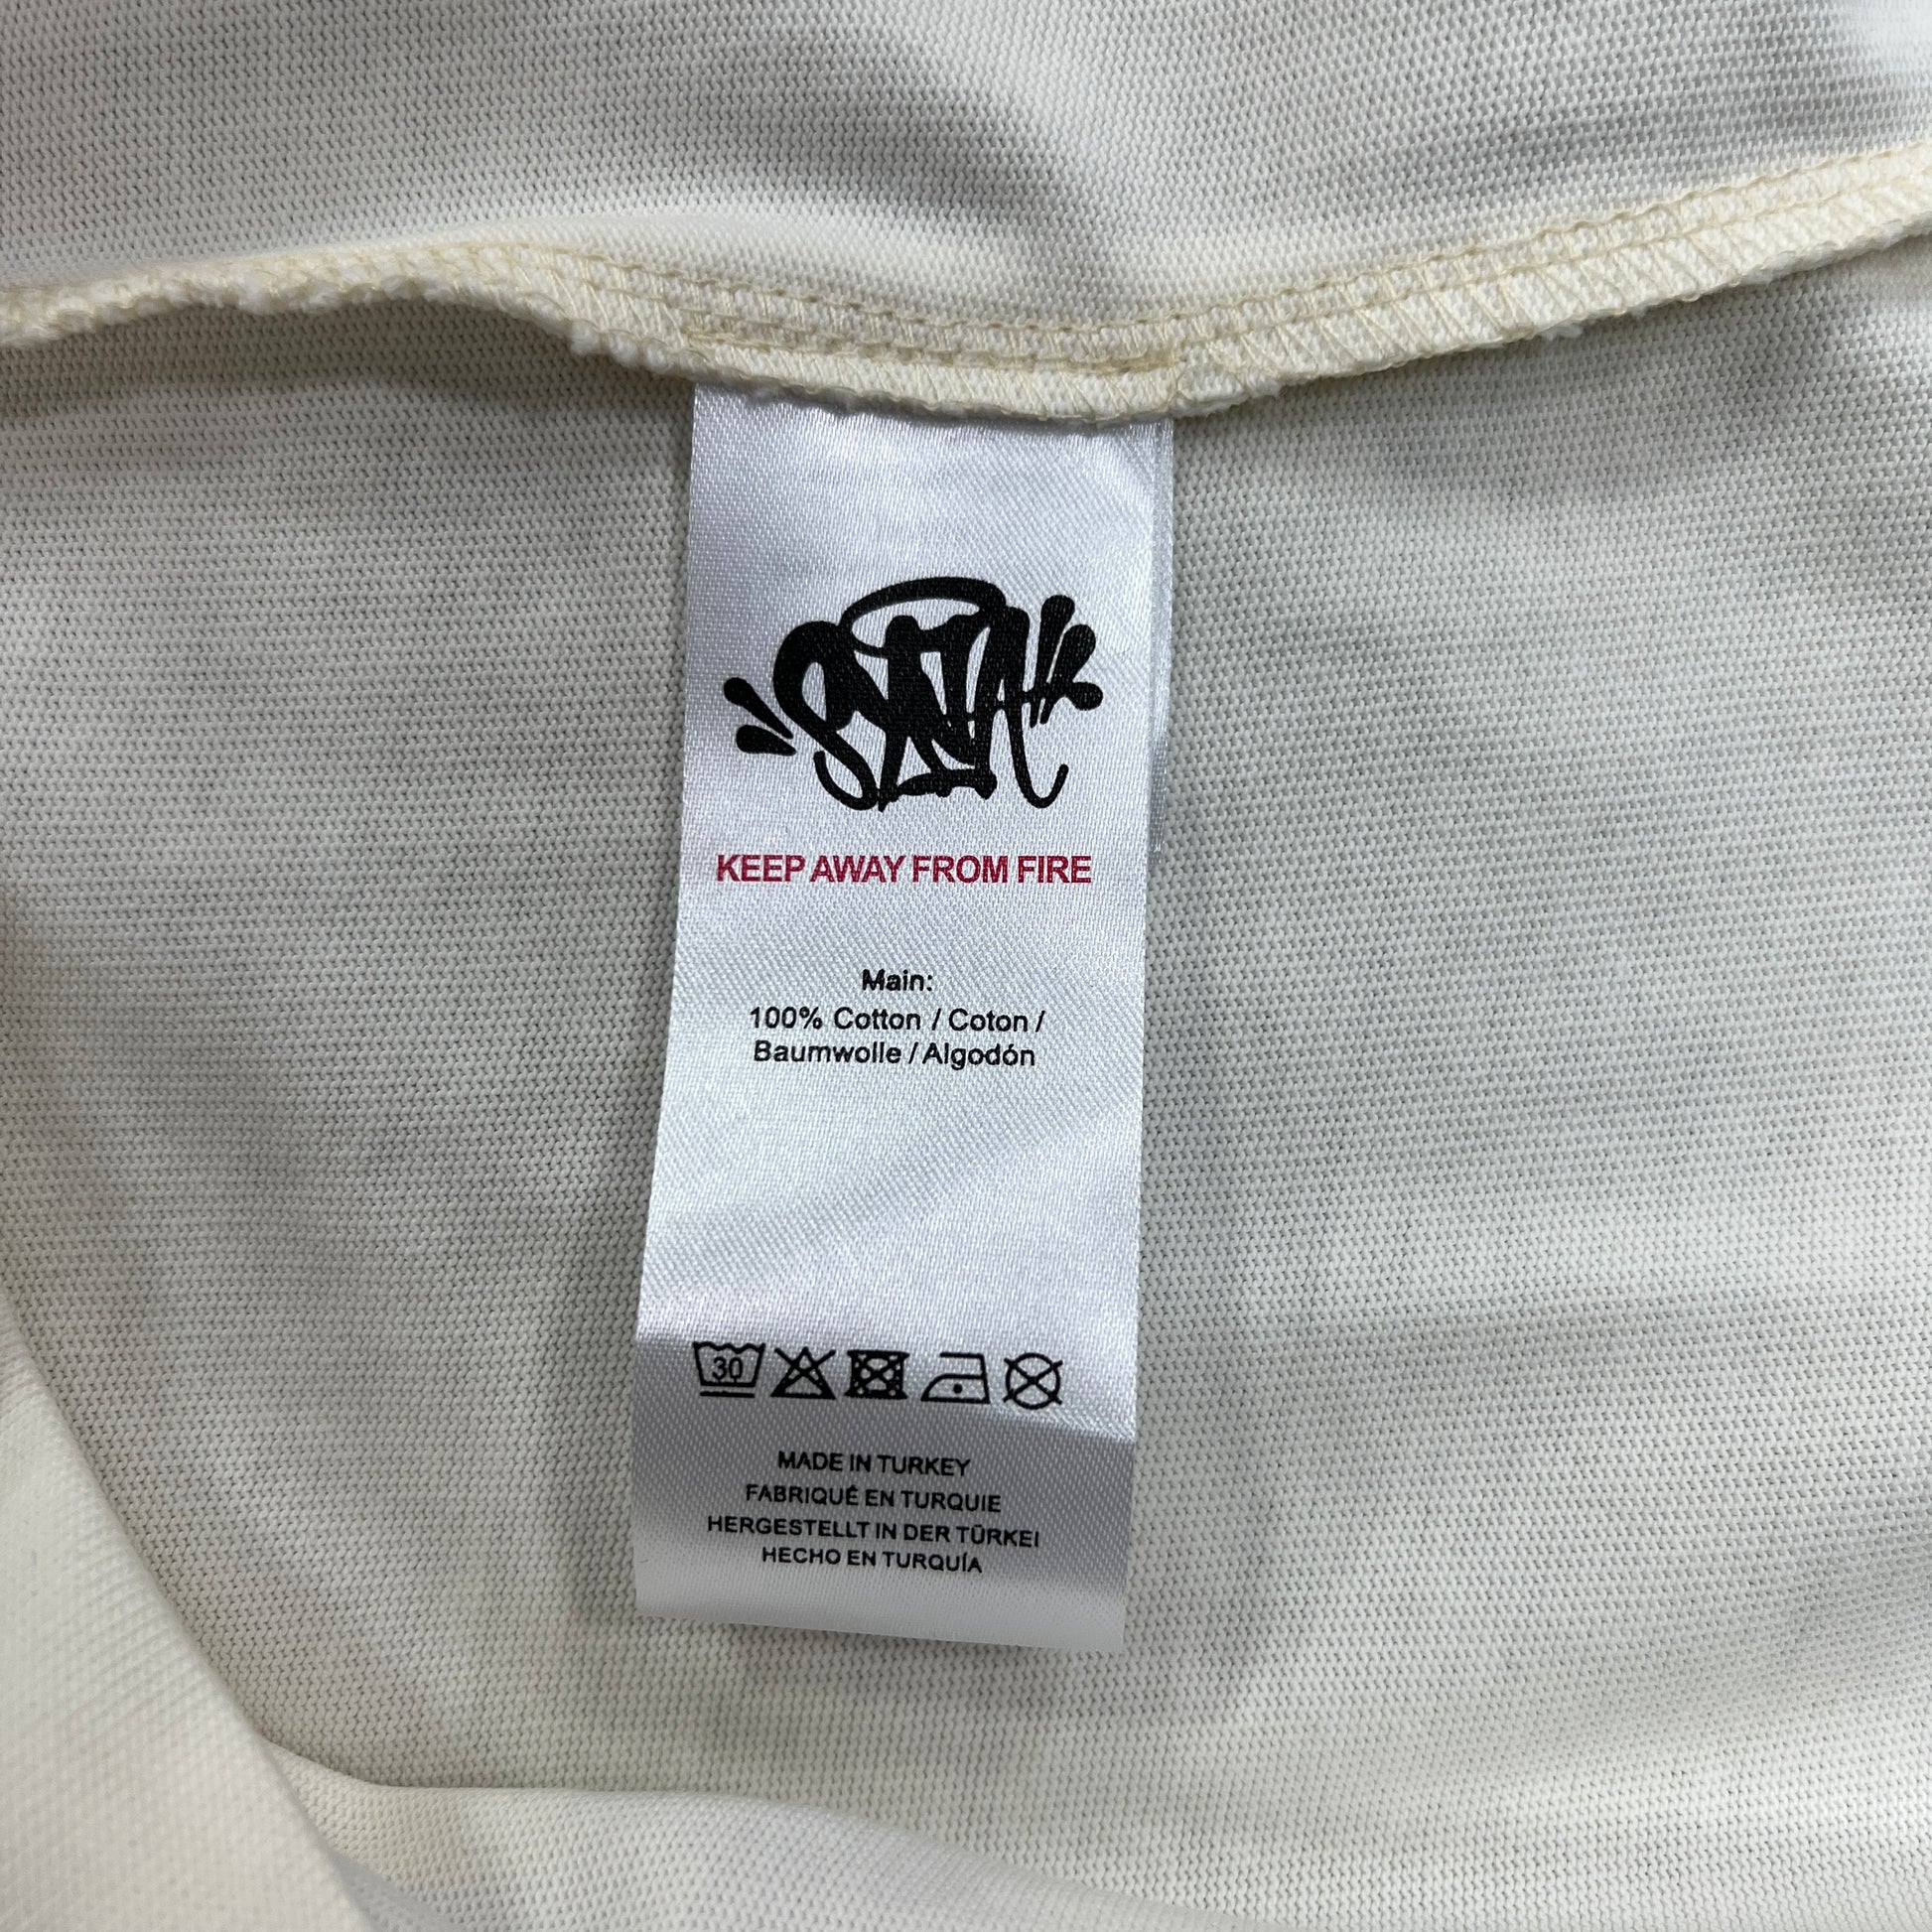 SYNA
KEEP AWAY FROM FIRE
Main:
100% Cotton / Coton /
Baumwolle / Algodón
30
MADE IN TURKEY
FABRIQUÉ EN TURQUIE
HERGESTELLT IN DER TÜRKEI
HECHO EN TURQUÍA